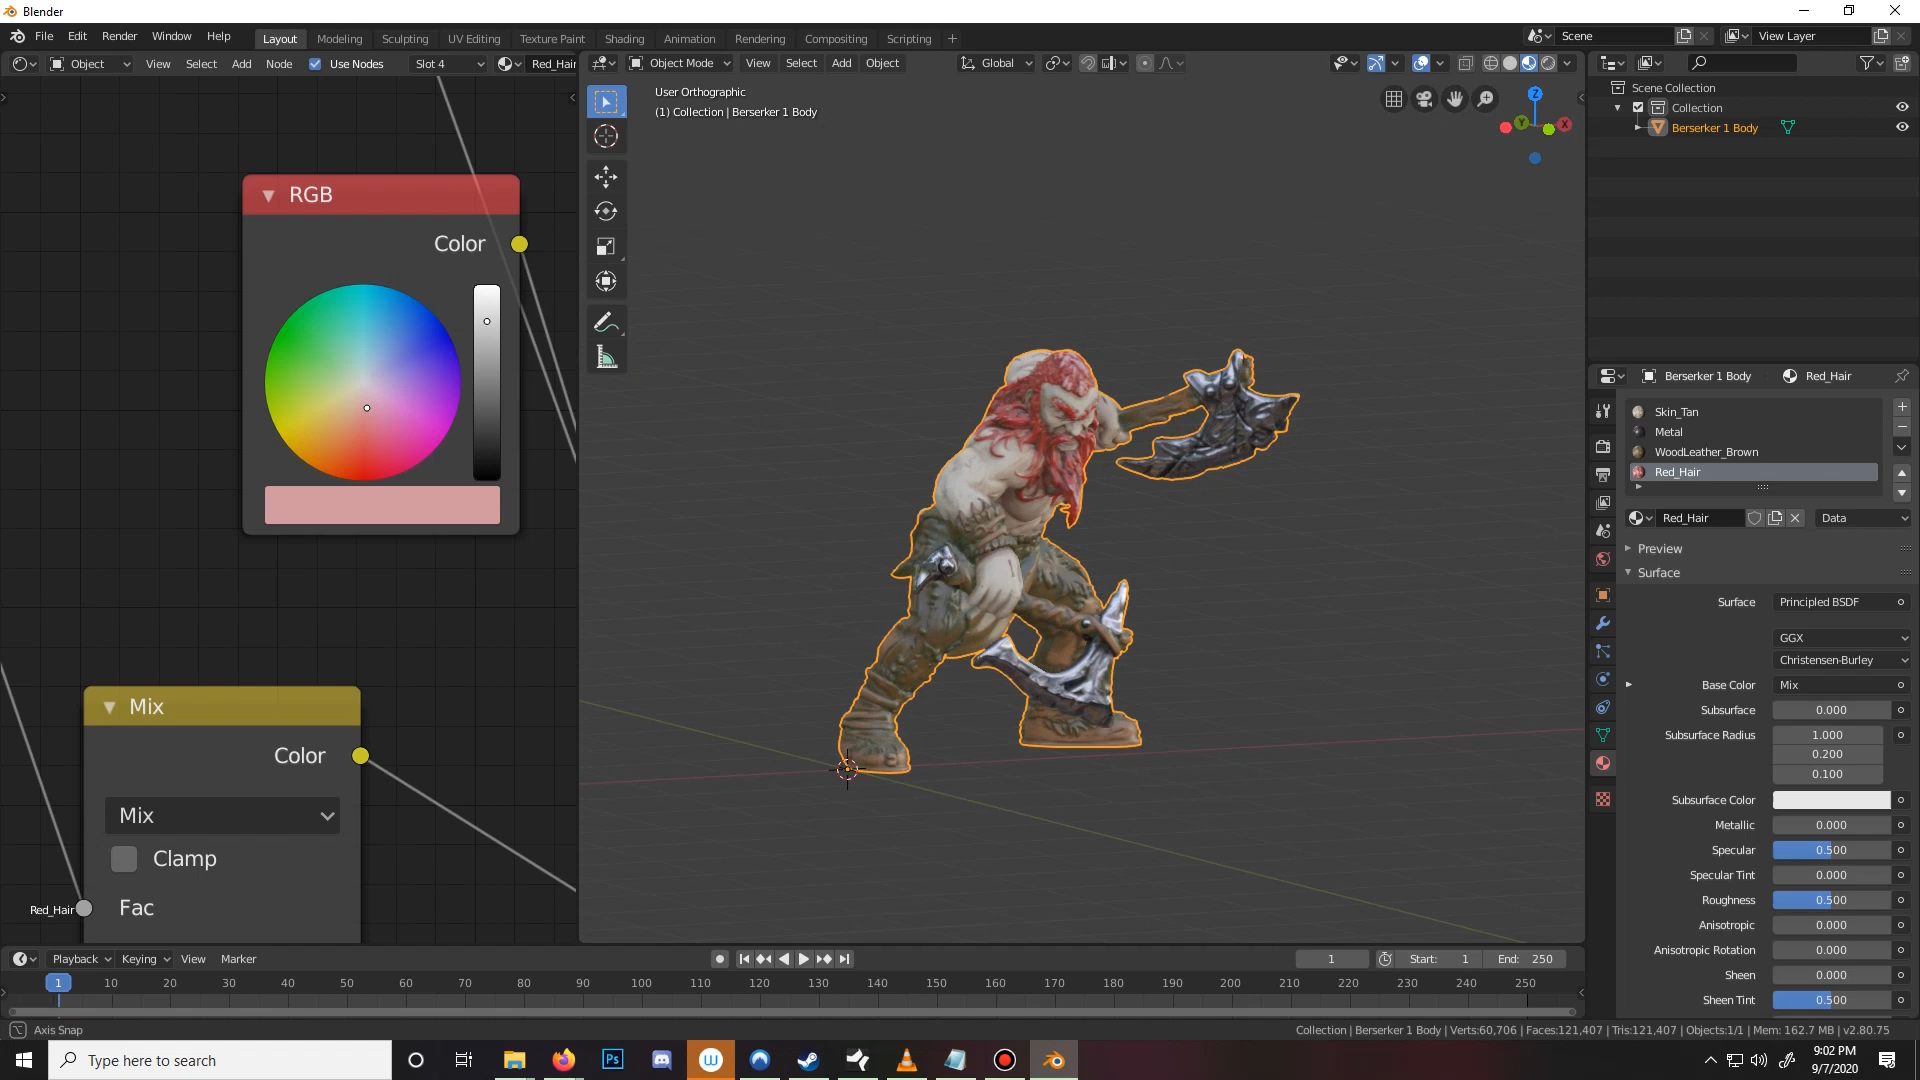 Blender
File Edit Render Window Help
Layout Modeling Sculpting UV Editing Texture Paint Shading Animation Rendering Compositing Scripting +
Scene
View Layer
Object View Select Add Node Use Nodes Slot 4 Red_Hair
Object Mode View Select Add Object Global
User Orthographic
(1) Collection | Berserker 1 Body
Z
Y
X
RGB
Color
Mix
Color
Mix
Clamp
Fac
Red_Hair
Scene Collection
Collection
Berserker 1 Body
Berserker 1 Body Red_Hair
Skin_Tan
Metal
WoodLeather_Brown
Red_Hair
Red_Hair Data
Preview
Surface
Surface Principled BSDF
GGX
Christensen-Burley
Base Color Mix
Subsurface 0.000
Subsurface Radius 1.000
0.200
0.100
Subsurface Color
Metallic 0.000
Specular 0.500
Specular Tint 0.000
Roughness 0.500
Anisotropic 0.000
Anisotropic Rotation 0.000
Sheen 0.000
Sheen Tint 0.500
Playback Keying View Marker
1 Start: 1 End: 250
1 10 20 30 40 50 60 70 80 90 100 110 120 130 140 150 160 170 180 190 200 210 220 230 240 250
Axis Snap
Collection | Berserker 1 Body | Verts:60,706 | Faces:121,407 | Tris:121,407 | Objects:1/1 | Mem: 162.7 MB | v2.80.75
Type here to search
Ps
W
9:02 PM
9/7/2020